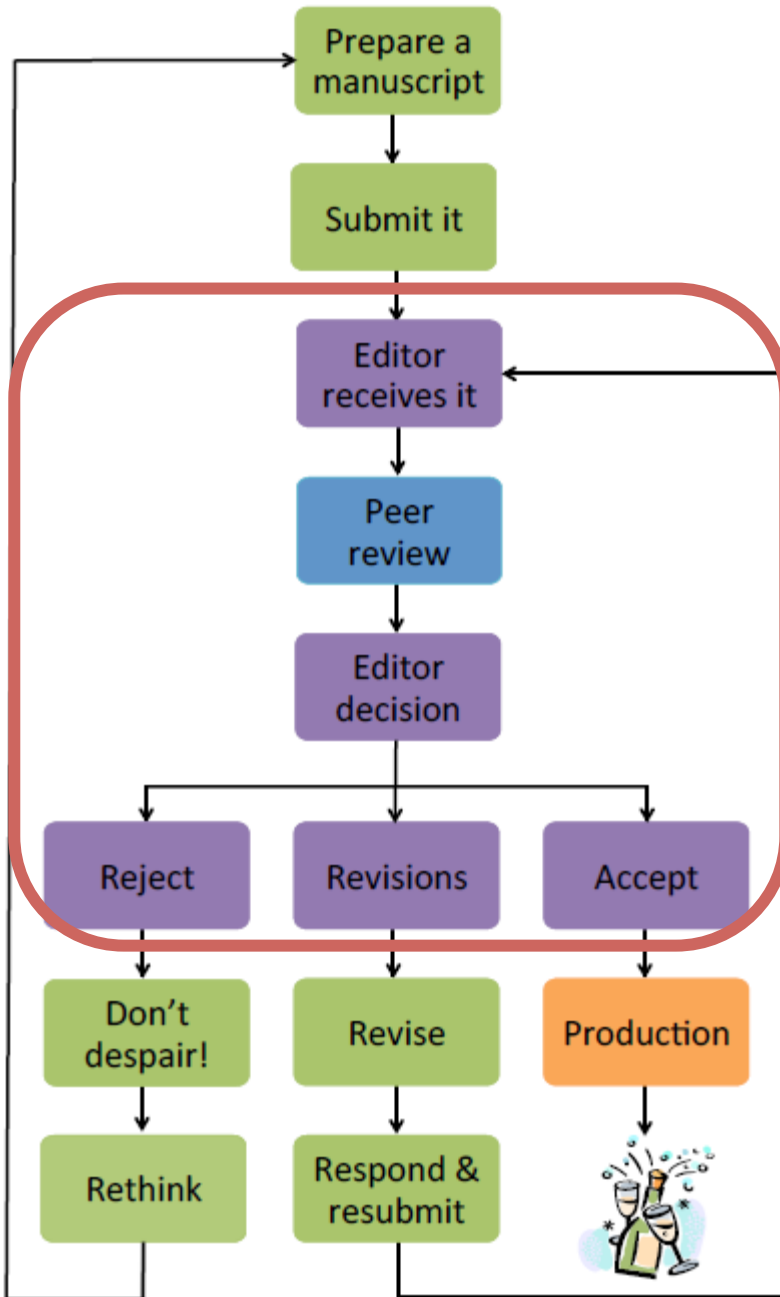 Prepare a
manuscript
Submit it
Editor
receives it
Peer
review
Editor
decision
Reject
Revisions
Accept
Don’t
despair!
Revise
Production
Rethink
Respond &
resubmit